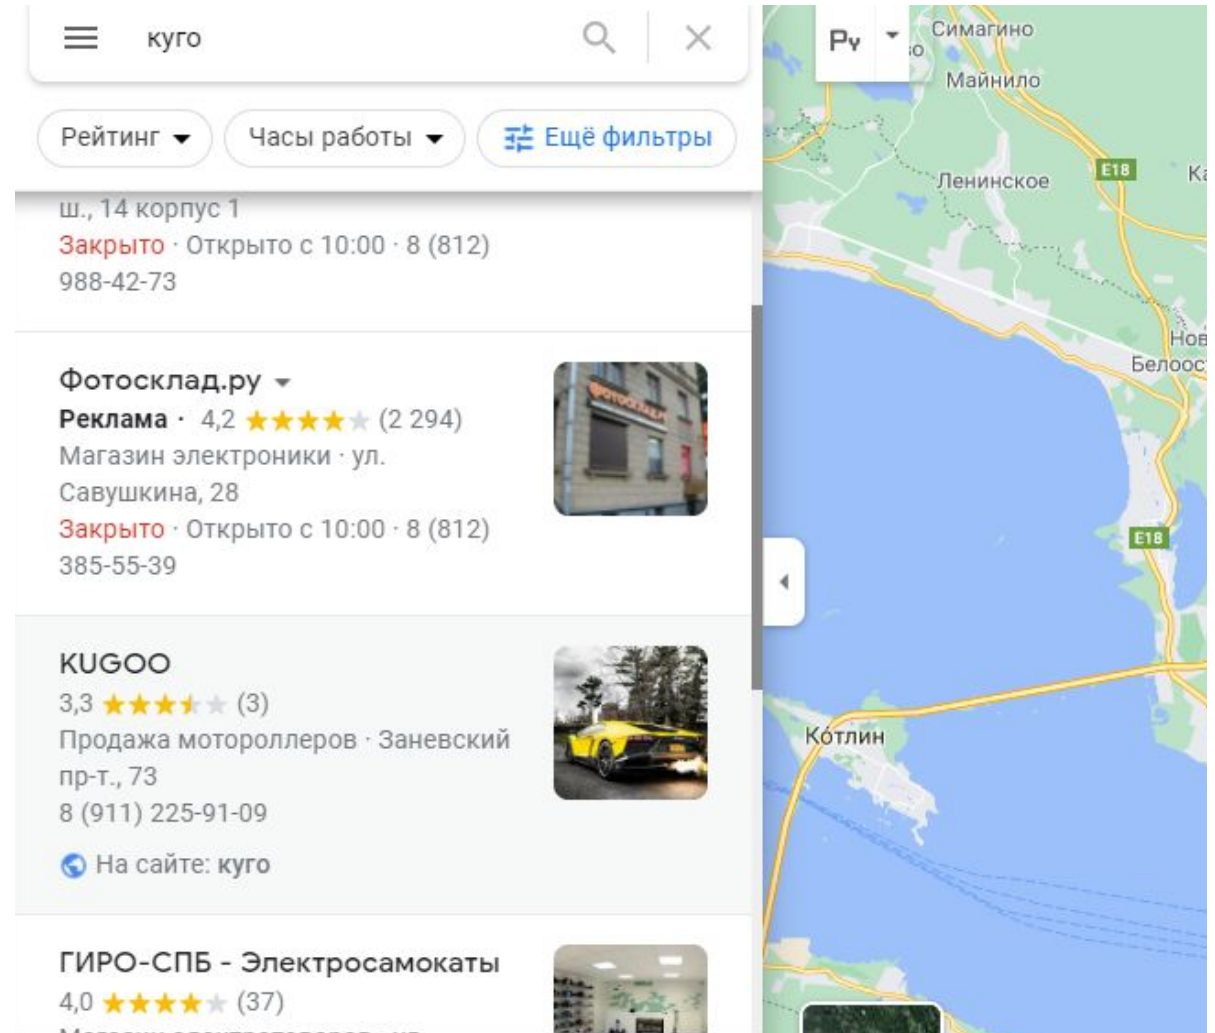 куго
Рейтинг
Часы работы
Ещё фильтры
ш., 14 корпус 1
Закрыто · Открыто с 10:00 · 8 (812)
988-42-73
Фотосклад.ру
Реклама · 4,2 (2 294)
Магазин электроники · ул.
Савушкина, 28
Закрыто · Открыто с 10:00 · 8 (812)
385-55-39
ФОТОСКЛАД.РУ
KUGOO
3,3 (3)
Продажа мотороллеров · Заневский
пр-т., 73
8 (911) 225-91-09
На сайте: куго
ГИРО-СПБ - Электросамокаты
4,0 (37)
Ру
Симагино
Майнило
E18
Ленинское
Нов
Белоост
E18
Котлин